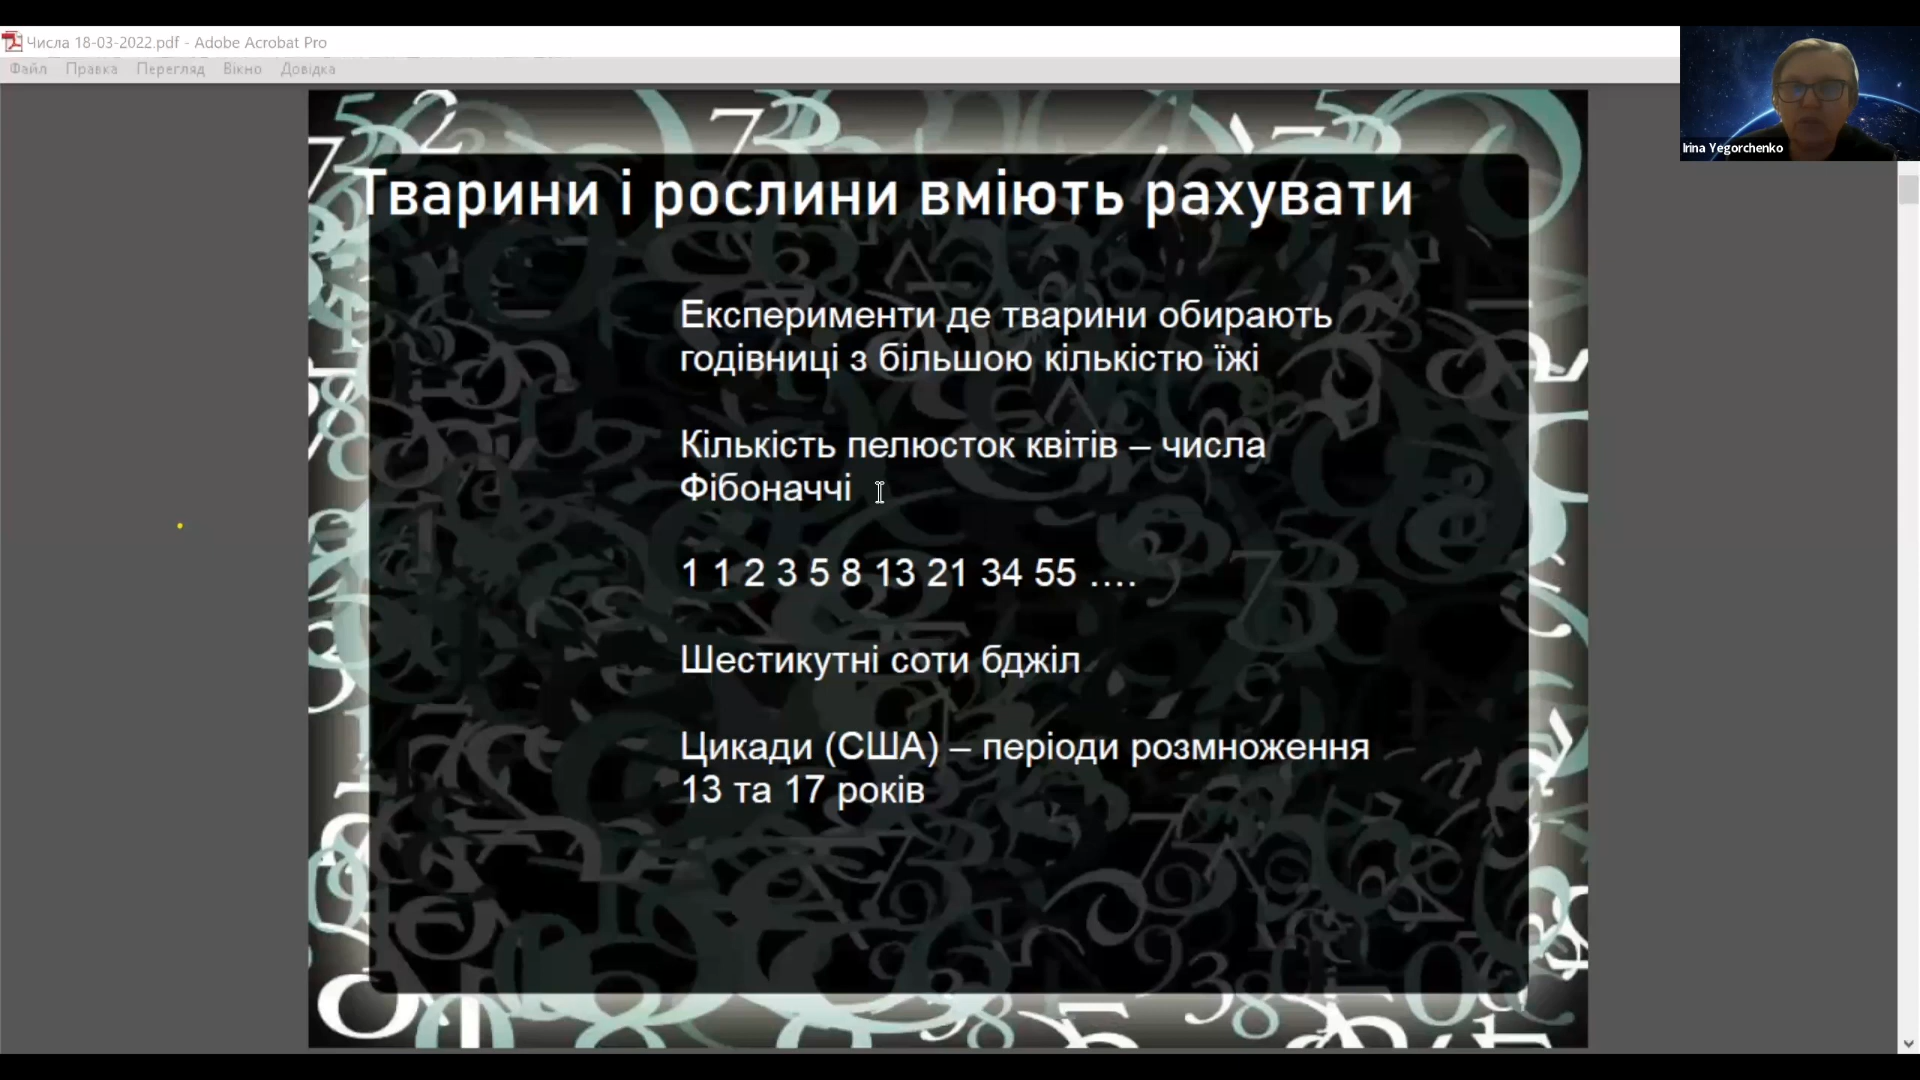 Числа 18-03-2022.pdf - Adobe Acrobat Pro
Файл Правка Перегляд Вікно Довідка
Irina Yegorchenko
Тварини і рослини вміють рахувати
Експерименти де тварини обирають
годівниці з більшою кількістю їжі
Кількість пелюсток квітів – числа
Фібоначчі
1 1 2 3 5 8 13 21 34 55 ....
Шестикутні соти бджіл
Цикади (США) – періоди розмноження
13 та 17 років